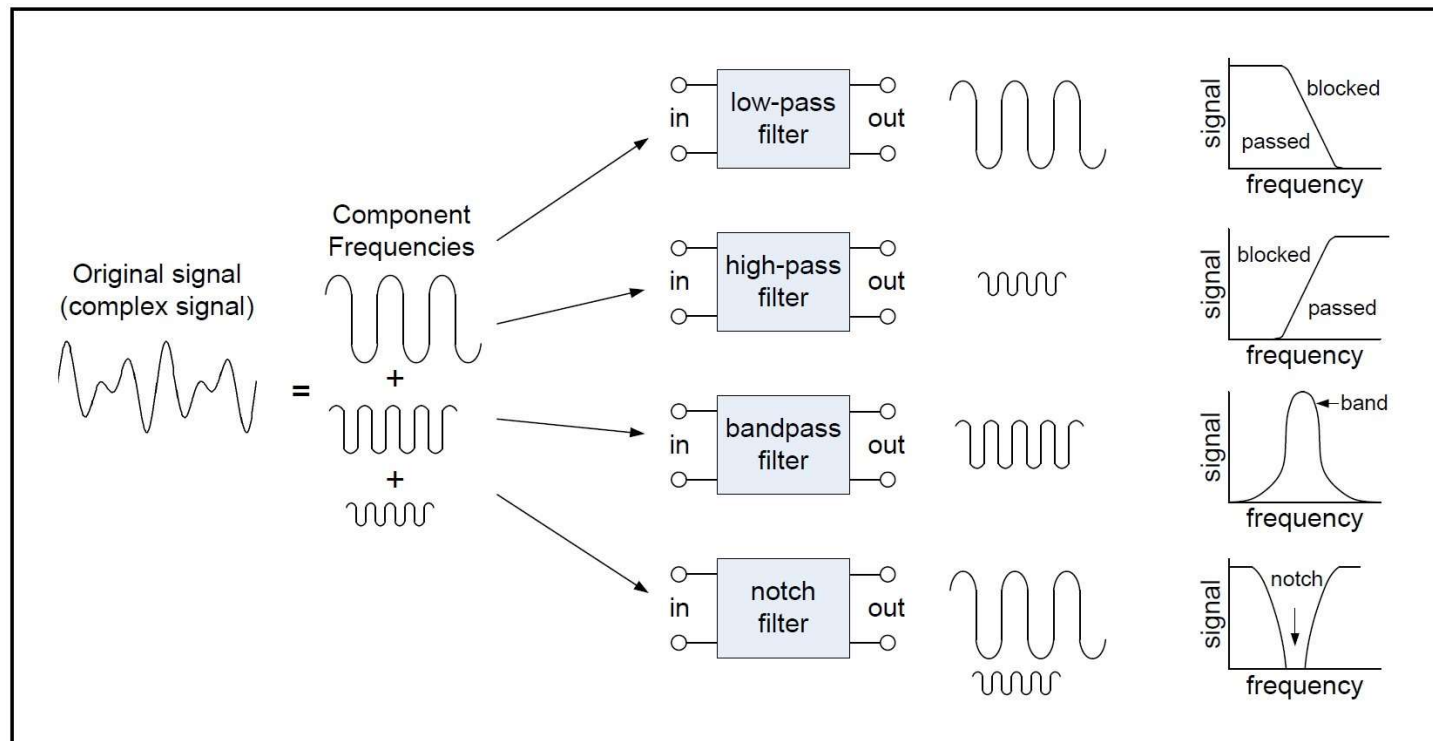 Original signal
(complex signal)
=
Component
Frequencies
+
+
in
low-pass
filter
out
signal
blocked
passed
frequency
in
high-pass
filter
out
signal
blocked
passed
frequency
in
bandpass
filter
out
signal
band
frequency
in
notch
filter
out
signal
notch
frequency